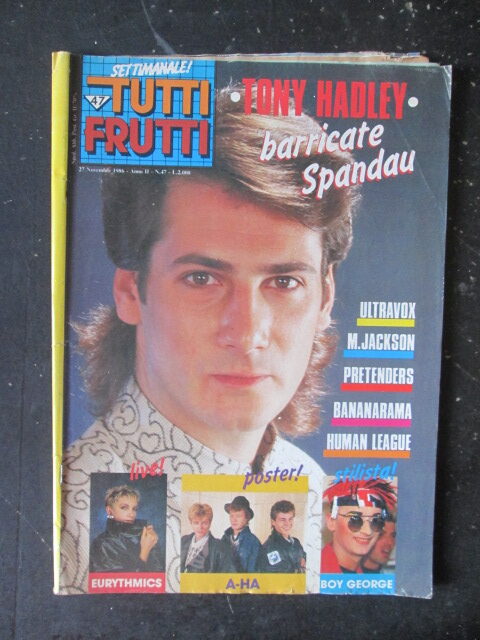 SETTIMANALE!
47
TUTTI
FRUTTI
27 Novembre 1986 - Anno II - N.47 - L.2.000
•TONY HADLEY•
barricate
Spandau
ULTRAVOX
M.JACKSON
PRETENDERS
BANANARAMA
HUMAN LEAGUE
live!
EURYTHMICS
poster!
A-HA
stilista!
BOY GEORGE